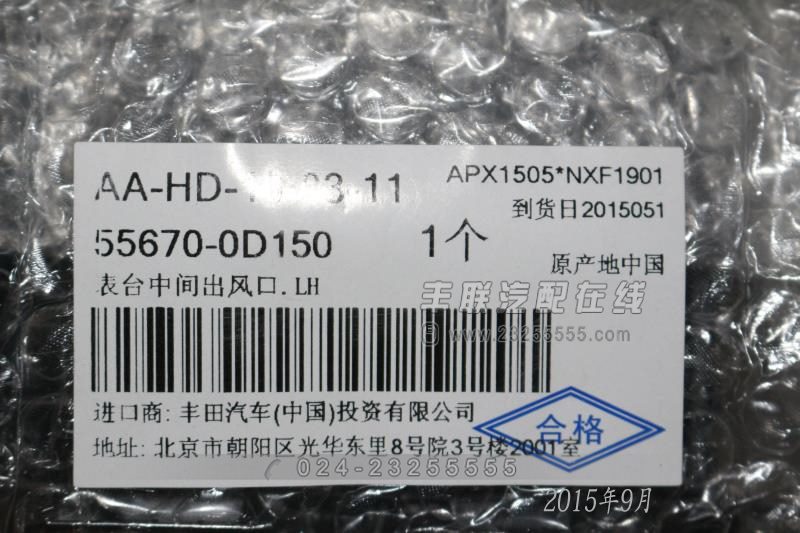 AA-HD- 03-11
APX1505*NXF1901
到货日2015051
55670-0D150
1个
原产地中国
表台中间出风口.LH
丰联汽配在线
www.23255555.com
进口商: 丰田汽车(中国)投资有限公司
地址: 北京市朝阳区光华东里8号院3号楼2001室
合格
024-23255555
2015年9月